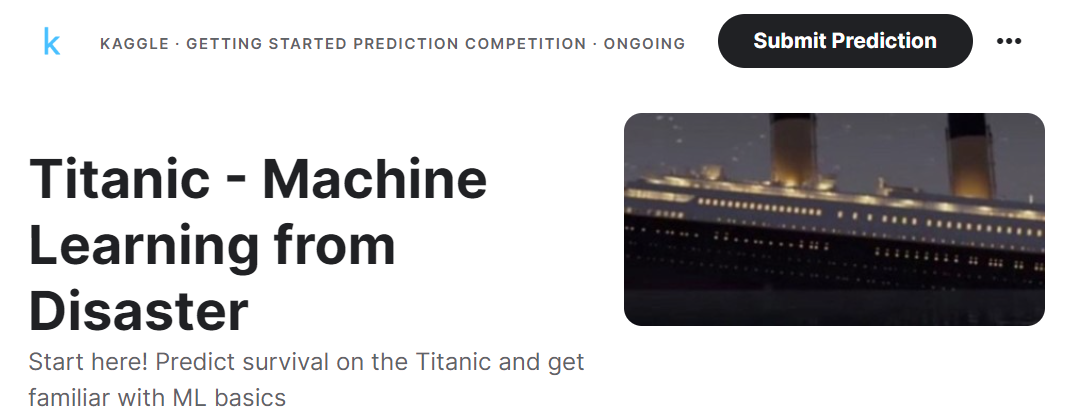 k
KAGGLE · GETTING STARTED PREDICTION COMPETITION · ONGOING
Submit Prediction
Titanic - Machine
Learning from
Disaster
Start here! Predict survival on the Titanic and get
familiar with ML basics